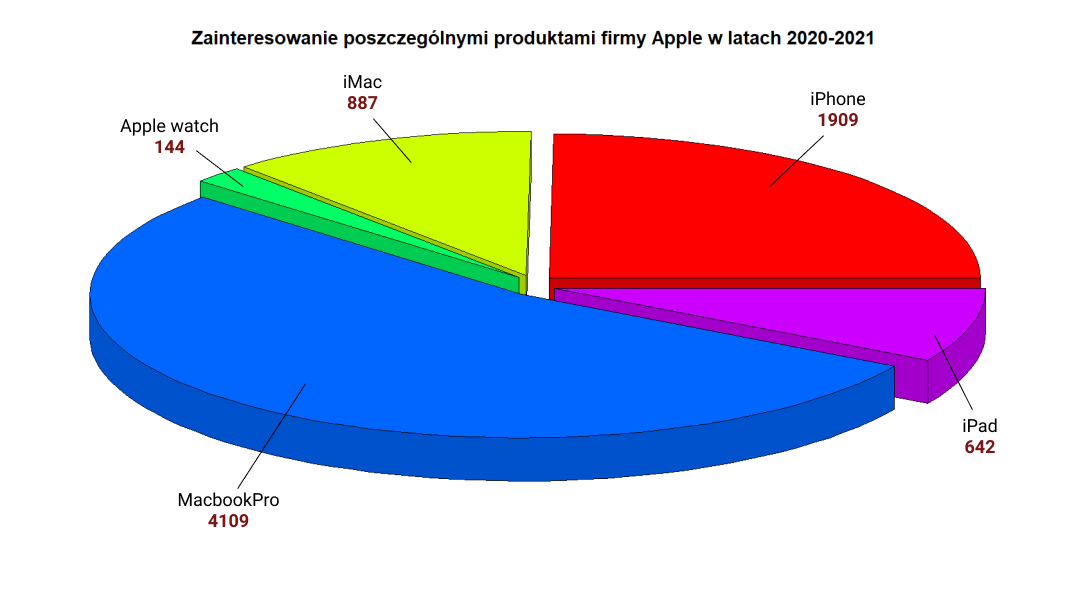 Zainteresowanie poszczególnymi produktami firmy Apple w latach 2020-2021
iMac
887
iPhone
1909
Apple watch
144
iPad
642
MacbookPro
4109